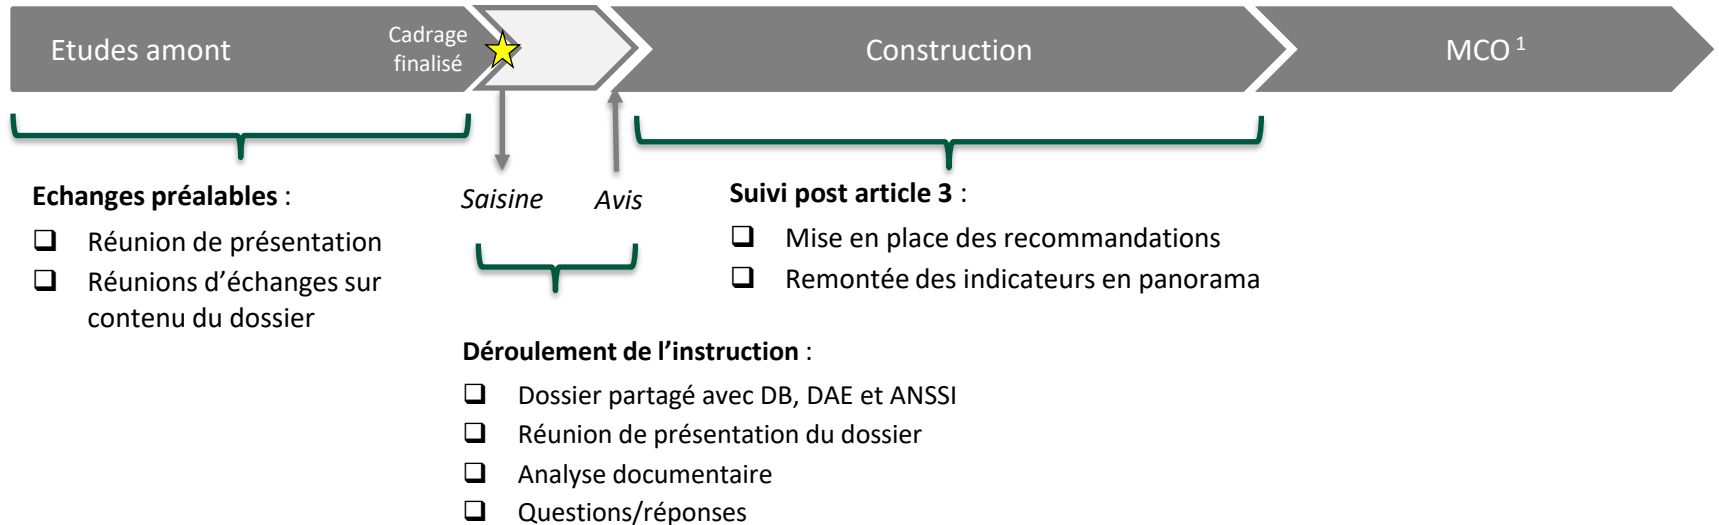 Etudes amont
Cadrage
finalisé
Construction
MCO 1
Echanges préalables :
❑ Réunion de présentation
❑ Réunions d’échanges sur
contenu du dossier
Saisine
Avis
Suivi post article 3 :
❑ Mise en place des recommandations
❑ Remontée des indicateurs en panorama
Déroulement de l’instruction :
❑ Dossier partagé avec DB, DAE et ANSSI
❑ Réunion de présentation du dossier
❑ Analyse documentaire
❑ Questions/réponses